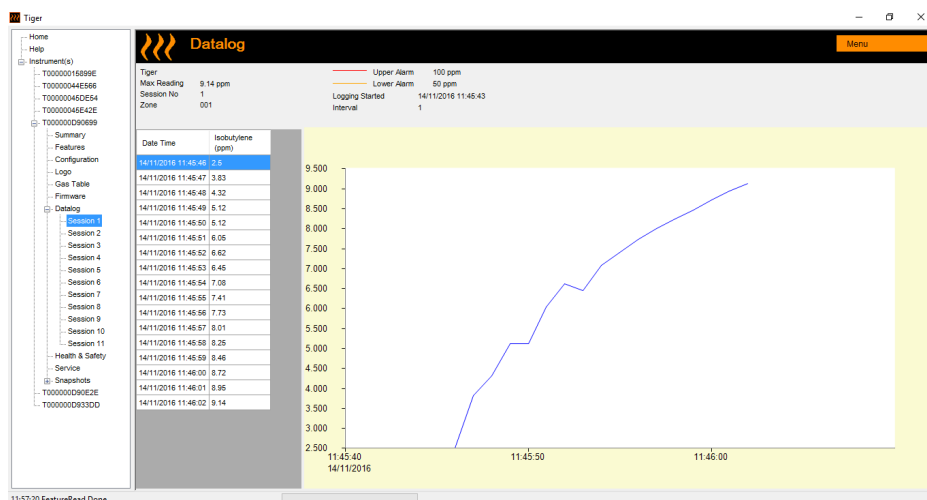 Tiger
Home
Help
Instrument(s)
T00000015899E
T00000044E566
T00000045DE54
T00000045E42E
T000000D90699
Summary
Features
Configuration
Logo
Gas Table
Firmware
Datalog
Session 1
Session 2
Session 3
Session 4
Session 5
Session 6
Session 7
Session 8
Session 9
Session 10
Session 11
Health & Safety
Service
Snapshots
T000000D90E2E
T000000D933DD
Datalog
Menu
Tiger
Max Reading 9.14 ppm
Session No 1
Zone 001
Upper Alarm 100 ppm
Lower Alarm 50 ppm
Logging Started 14/11/2016 11:45:43
Interval 1
Date Time Isobutylene (ppm)
14/11/2016 11:45:46 2.5
14/11/2016 11:45:47 3.83
14/11/2016 11:45:48 4.32
14/11/2016 11:45:49 5.12
14/11/2016 11:45:50 5.12
14/11/2016 11:45:51 6.05
14/11/2016 11:45:52 6.62
14/11/2016 11:45:53 6.45
14/11/2016 11:45:54 7.08
14/11/2016 11:45:55 7.41
14/11/2016 11:45:56 7.73
14/11/2016 11:45:57 8.01
14/11/2016 11:45:58 8.25
14/11/2016 11:45:59 8.46
14/11/2016 11:46:00 8.72
14/11/2016 11:46:01 8.95
14/11/2016 11:46:02 9.14
9.500
9.000
8.500
8.000
7.500
7.000
6.500
6.000
5.500
5.000
4.500
4.000
3.500
3.000
2.500
11:45:40 11:45:50 11:46:00
14/11/2016
11:57:20 FeatureRead Done